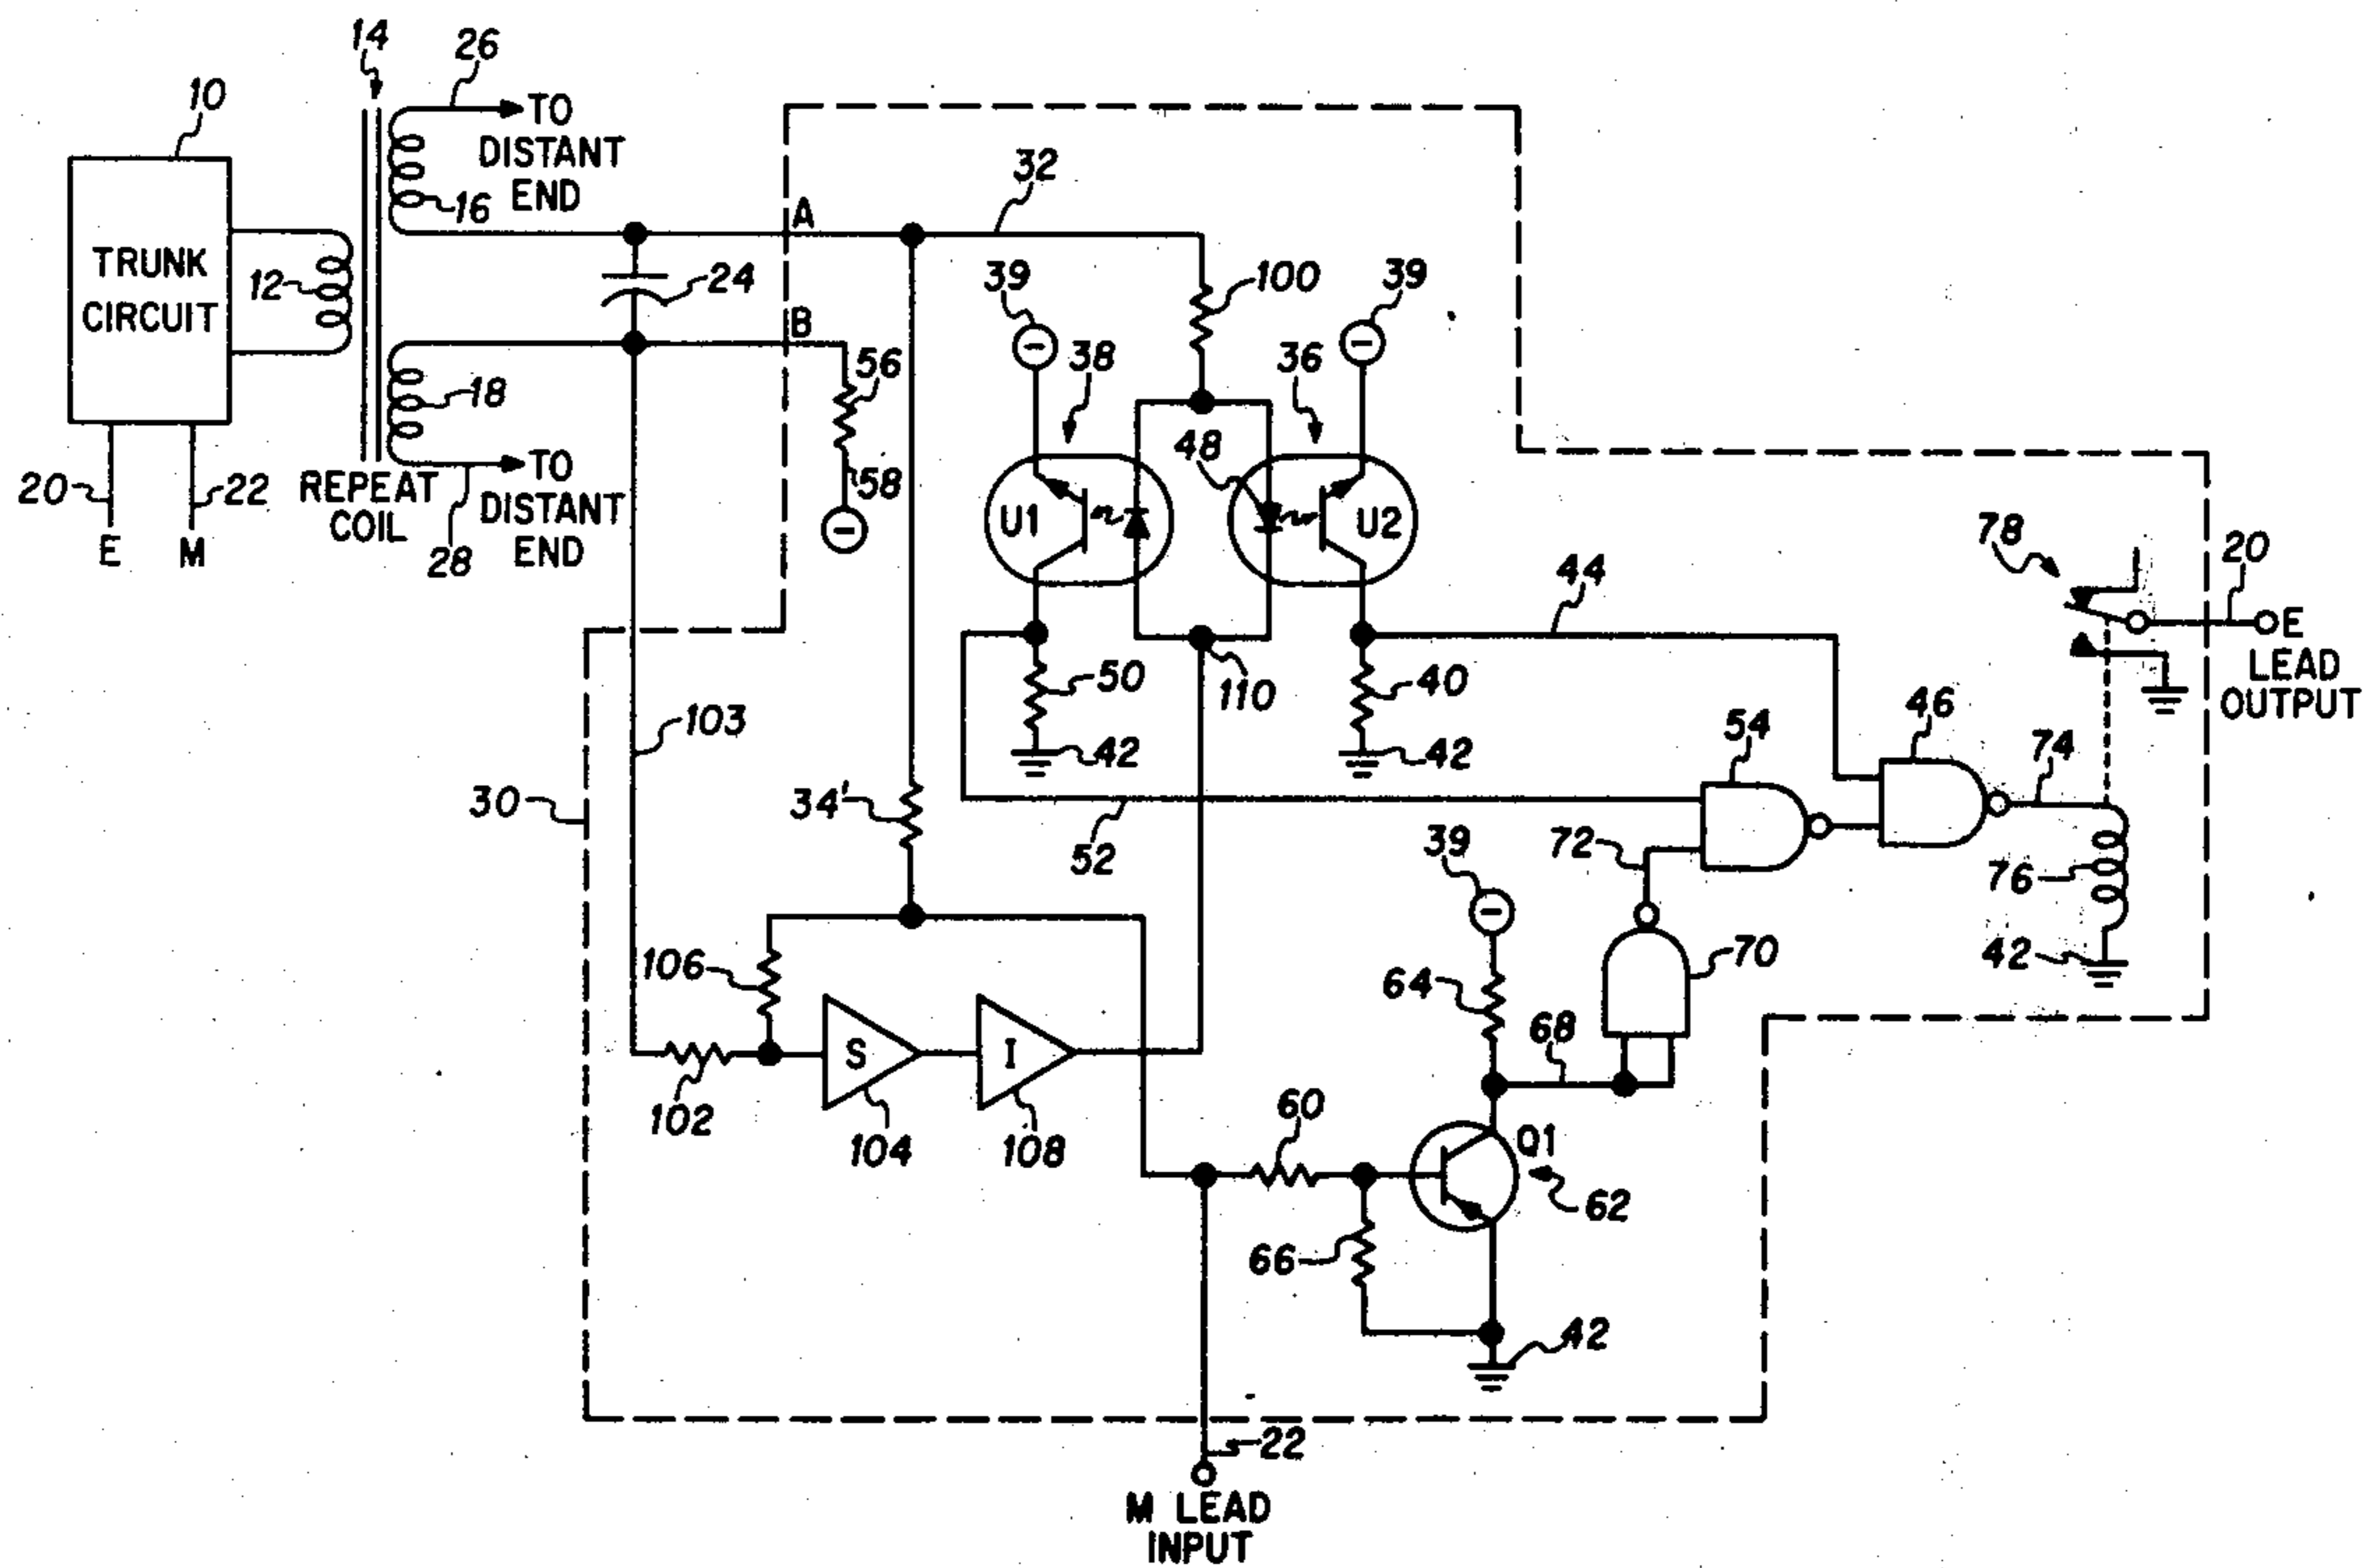 14
26
10
TO
DISTANT
END
32
A
16
TRUNK
CIRCUIT
12
24
39
100
39
B
56
38
36
18
48
TO
DISTANT
END
20
22
REPEAT
COIL
58
U1
U2
78
20
E
M
28
44
E
LEAD
OUTPUT
50
110
40
103
42
42
54
46
74
30
34'
52
39
72
76
106
64
70
42
S
I
68
102
104
108
60
Q1
62
66
42
22
M LEAD
INPUT